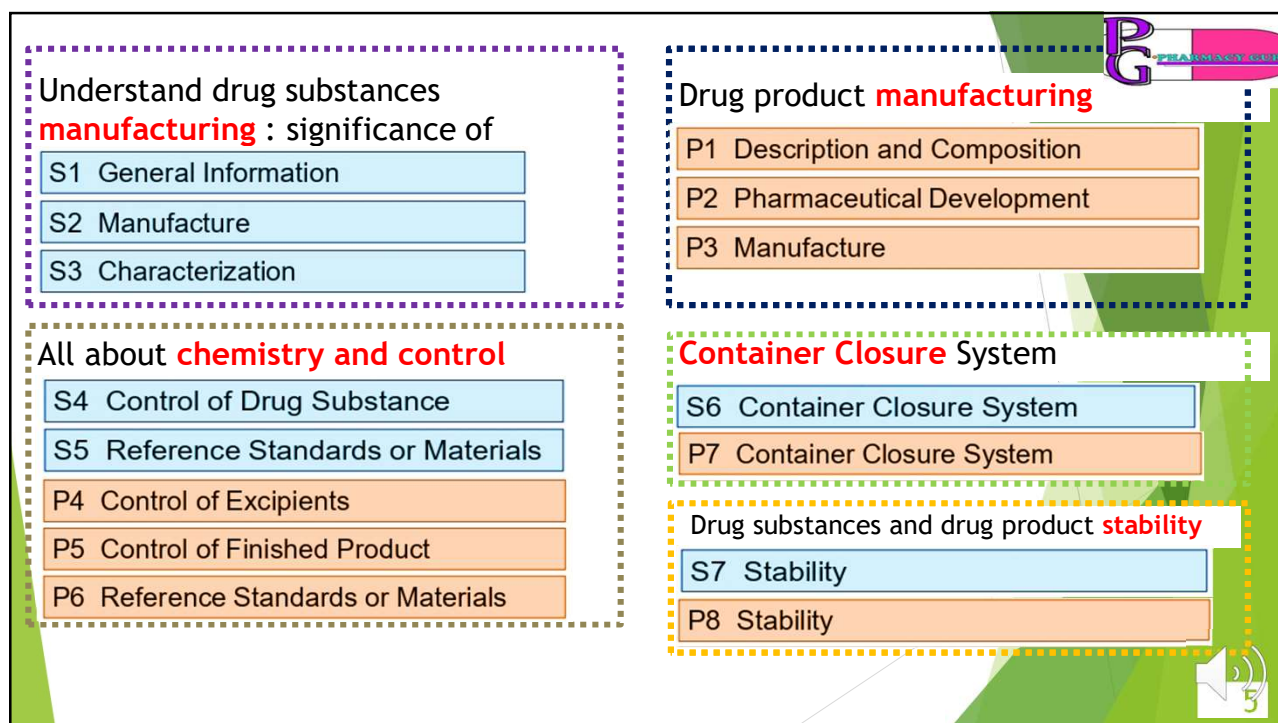 Understand drug substances
manufacturing : significance of
S1 General Information
S2 Manufacture
S3 Characterization
All about chemistry and control
S4 Control of Drug Substance
S5 Reference Standards or Materials
P4 Control of Excipients
P5 Control of Finished Product
P6 Reference Standards or Materials
PG
PHARMACY GUI
Drug product manufacturing
P1 Description and Composition
P2 Pharmaceutical Development
P3 Manufacture
Container Closure System
S6 Container Closure System
P7 Container Closure System
Drug substances and drug product stability
S7 Stability
P8 Stability
5